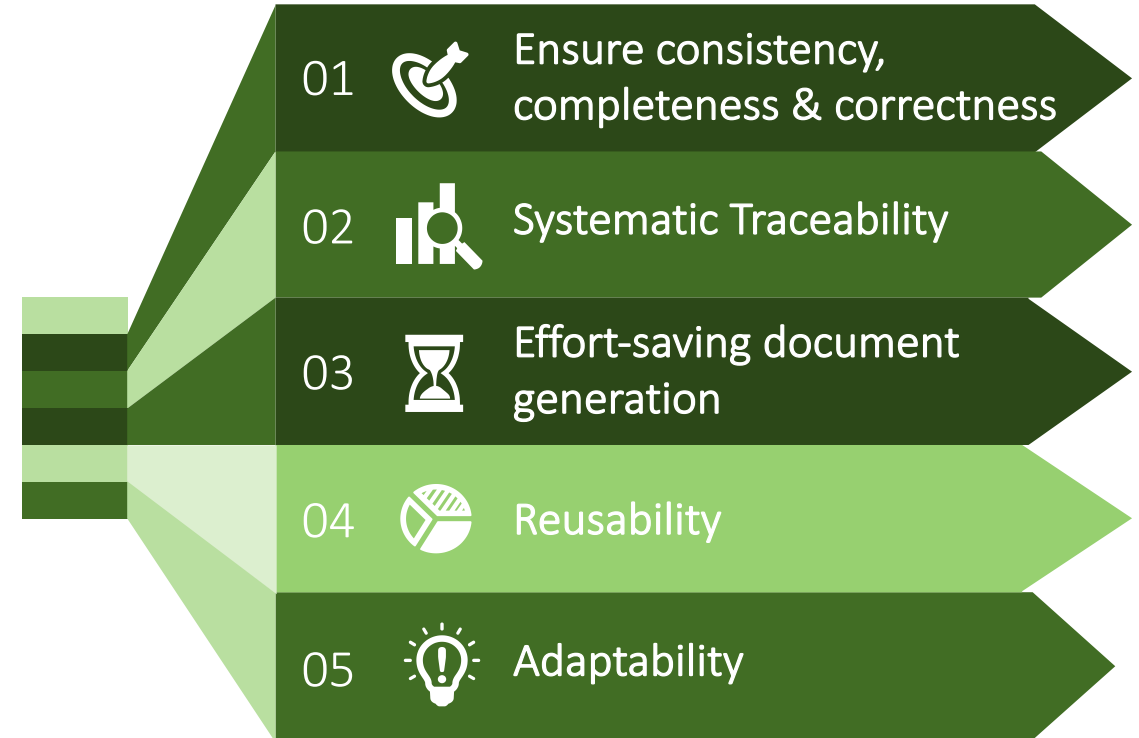 01
Ensure consistency,
completeness & correctness
02
Systematic Traceability
03
Effort-saving document
generation
04
Reusability
05
Adaptability